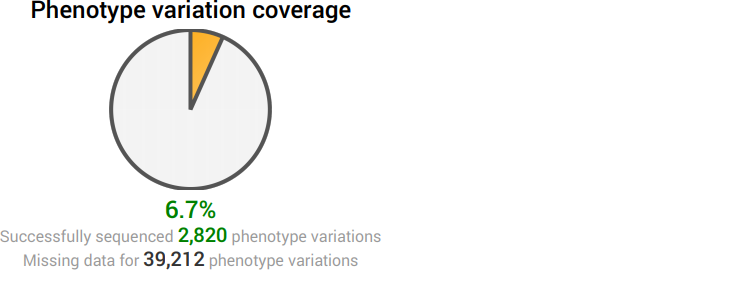 Phenotype variation coverage
6.7%
Successfully sequenced 2,820 phenotype variations
Missing data for 39,212 phenotype variations